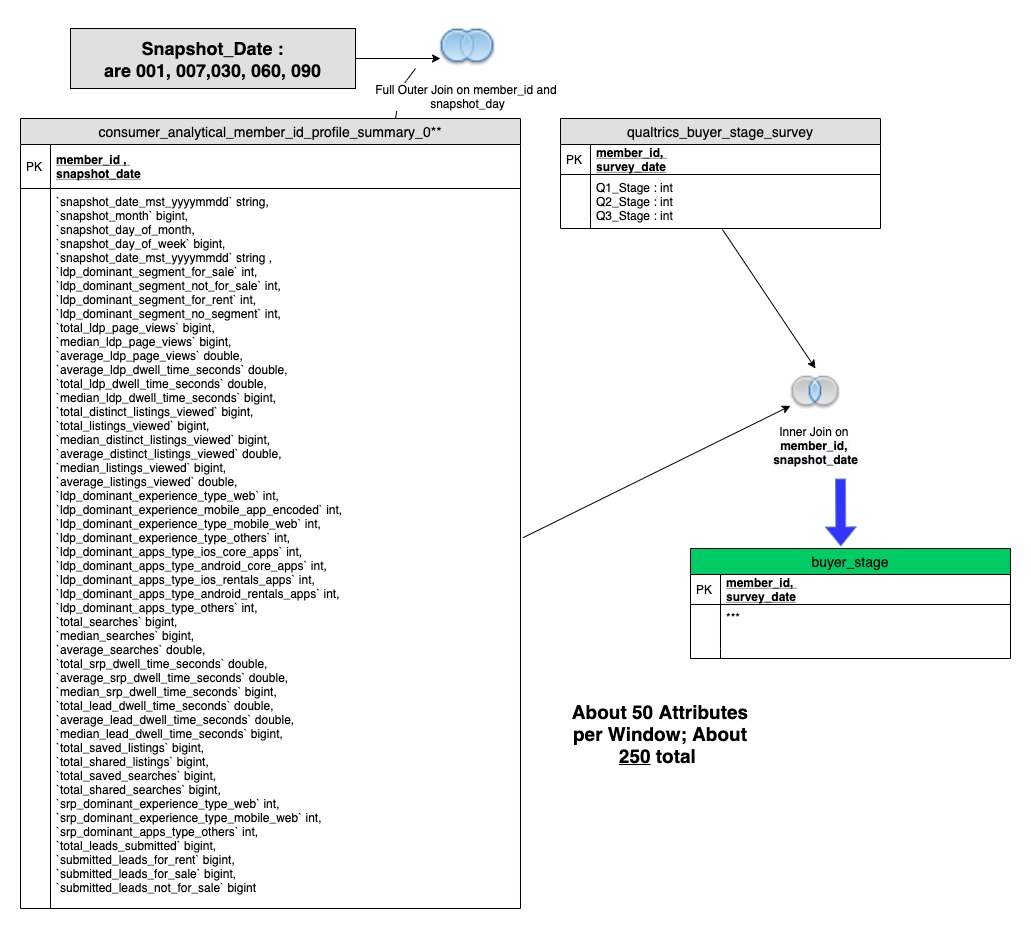 Snapshot_Date :
are 001, 007,030, 060, 090
Full Outer Join on member_id and
snapshot_day
consumer_analytical_member_id_profile_summary_0**
PK
member_id ,
snapshot_date
`snapshot_date_mst_yyyymmdd` string,
`snapshot_month` bigint,
`snapshot_day_of_month,
`snapshot_day_of_week` bigint,
`snapshot_date_mst_yyyymmdd` string ,
`ldp_dominant_segment_for_sale` int,
`ldp_dominant_segment_not_for_sale` int,
`ldp_dominant_segment_for_rent` int,
`ldp_dominant_segment_no_segment` int,
`total_ldp_page_views` bigint,
`median_ldp_page_views` bigint,
`average_ldp_page_views` double,
`average_ldp_dwell_time_seconds` double,
`total_ldp_dwell_time_seconds` double,
`median_ldp_dwell_time_seconds` bigint,
`total_distinct_listings_viewed` bigint,
`total_listings_viewed` bigint,
`median_distinct_listings_viewed` bigint,
`average_distinct_listings_viewed` double,
`median_listings_viewed` bigint,
`average_listings_viewed` double,
`ldp_dominant_experience_type_web` int,
`ldp_dominant_experience_mobile_app_encoded` int,
`ldp_dominant_experience_type_mobile_web` int,
`ldp_dominant_experience_type_others` int,
`ldp_dominant_apps_type_ios_core_apps` int,
`ldp_dominant_apps_type_android_core_apps` int,
`ldp_dominant_apps_type_ios_rentals_apps` int,
`ldp_dominant_apps_type_android_rentals_apps` int,
`ldp_dominant_apps_type_others` int,
`total_searches` bigint,
`median_searches` bigint,
`average_searches` double,
`total_srp_dwell_time_seconds` double,
`average_srp_dwell_time_seconds` double,
`median_srp_dwell_time_seconds` bigint,
`total_lead_dwell_time_seconds` double,
`average_lead_dwell_time_seconds` double,
`median_lead_dwell_time_seconds` bigint,
`total_saved_listings` bigint,
`total_shared_listings` bigint,
`total_saved_searches` bigint,
`total_shared_searches` bigint,
`srp_dominant_experience_type_web` int,
`srp_dominant_experience_type_mobile_web` int,
`srp_dominant_apps_type_others` int,
`total_leads_submitted` bigint,
`submitted_leads_for_rent` bigint,
`submitted_leads_for_sale` bigint,
`submitted_leads_not_for_sale` bigint
qualtrics_buyer_stage_survey
PK
member_id,
survey_date
Q1_Stage : int
Q2_Stage : int
Q3_Stage : int
Inner Join on
member_id,
snapshot_date
buyer_stage
PK
member_id,
survey_date
***
About 50 Attributes
per Window; About
250 total